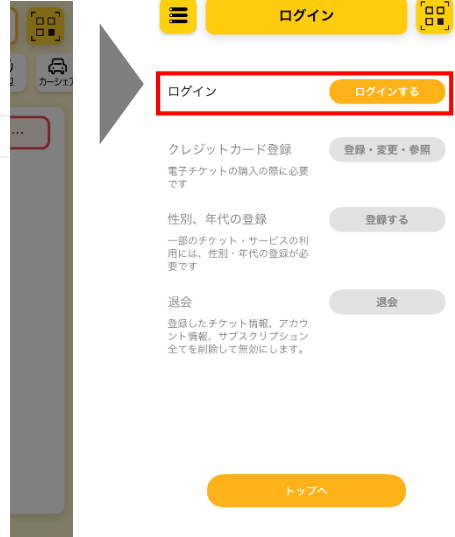 カーシェア
…
ログイン
ログイン
ログインする
クレジットカード登録
登録・変更・参照
電子チケットの購入の際に必要
です
性別、年代の登録
登録する
一部のチケット・サービスの利
用には、性別・年代の登録が必
要です
退会
退会
登録したチケット情報、アカウ
ント情報、サブスクリプション
全てを削除して無効にします。
トップへ